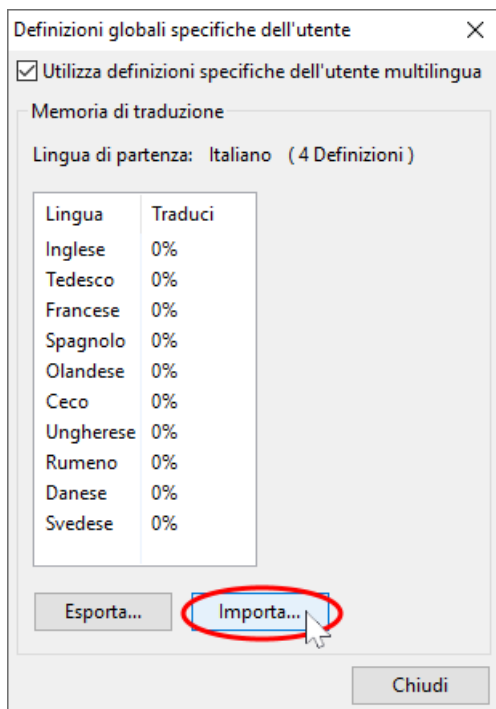 Definizioni globali specifiche dell'utente
Utilizza definizioni specifiche dell'utente multilingua
Memoria di traduzione
Lingua di partenza: Italiano ( 4 Definizioni )
Lingua Traduci
Inglese 0%
Tedesco 0%
Francese 0%
Spagnolo 0%
Olandese 0%
Ceco 0%
Ungherese 0%
Rumeno 0%
Danese 0%
Svedese 0%
Esporta... Importa...
Chiudi